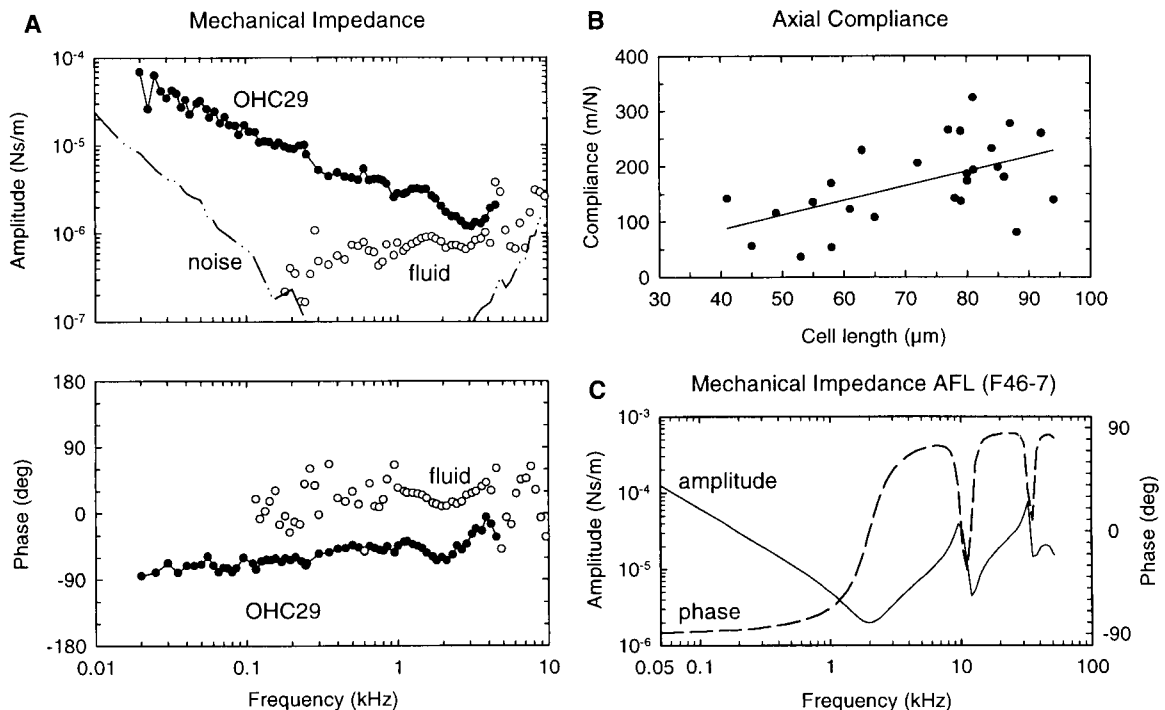 A
Mechanical Impedance
10-4
10-5
10-6
10-7
Amplitude (Ns/m)
OHC29
noise
fluid
180
90
0
-90
-180
Phase (deg)
fluid
OHC29
0.01
0.1
1
10
Frequency (kHz)
B
Axial Compliance
400
300
200
100
0
Compliance (m/N)
30
40
50
60
70
80
90
100
Cell length (µm)
C
Mechanical Impedance AFL (F46-7)
10-3
10-4
10-5
10-6
Amplitude (Ns/m)
amplitude
phase
90
0
-90
Phase (deg)
0.05
0.1
1
10
100
Frequency (kHz)